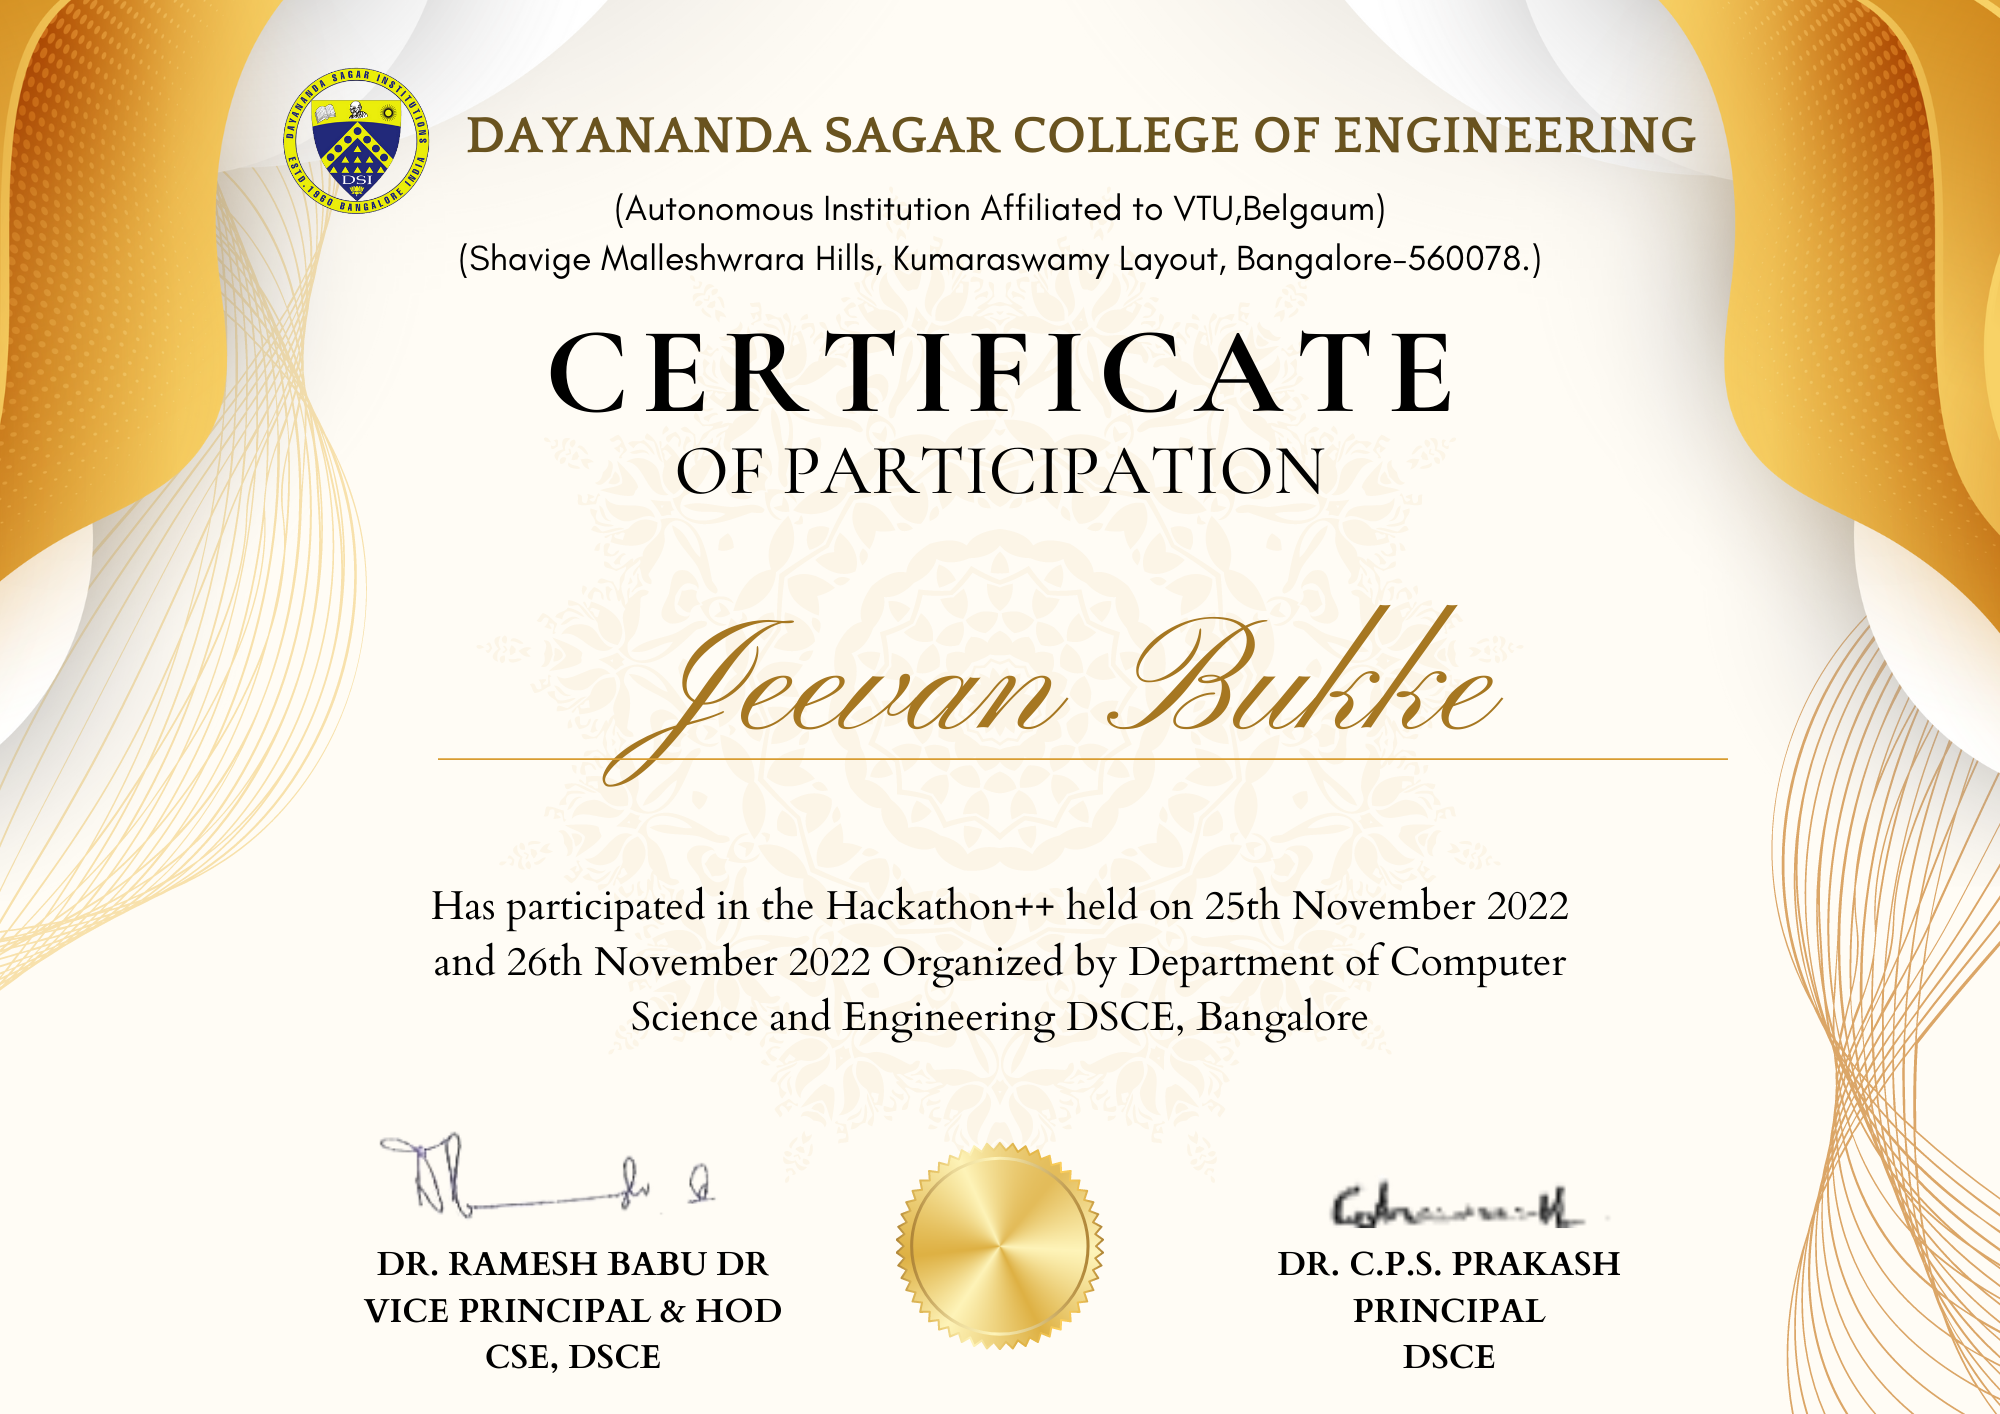 DAYANANDA SAGAR INSTITUTIONS
ESTD.1960 BANGALORE INDIA
DSI
DAYANANDA SAGAR COLLEGE OF ENGINEERING
(Autonomous Institution Affiliated to VTU,Belgaum)
(Shavige Malleshwrara Hills, Kumaraswamy Layout, Bangalore-560078.)
CERTIFICATE
OF PARTICIPATION
Jeevan Bukke
Has participated in the Hackathon++ held on 25th November 2022
and 26th November 2022 Organized by Department of Computer
Science and Engineering DSCE, Bangalore
DR. RAMESH BABU DR
VICE PRINCIPAL & HOD
CSE, DSCE
DR. C.P.S. PRAKASH
PRINCIPAL
DSCE